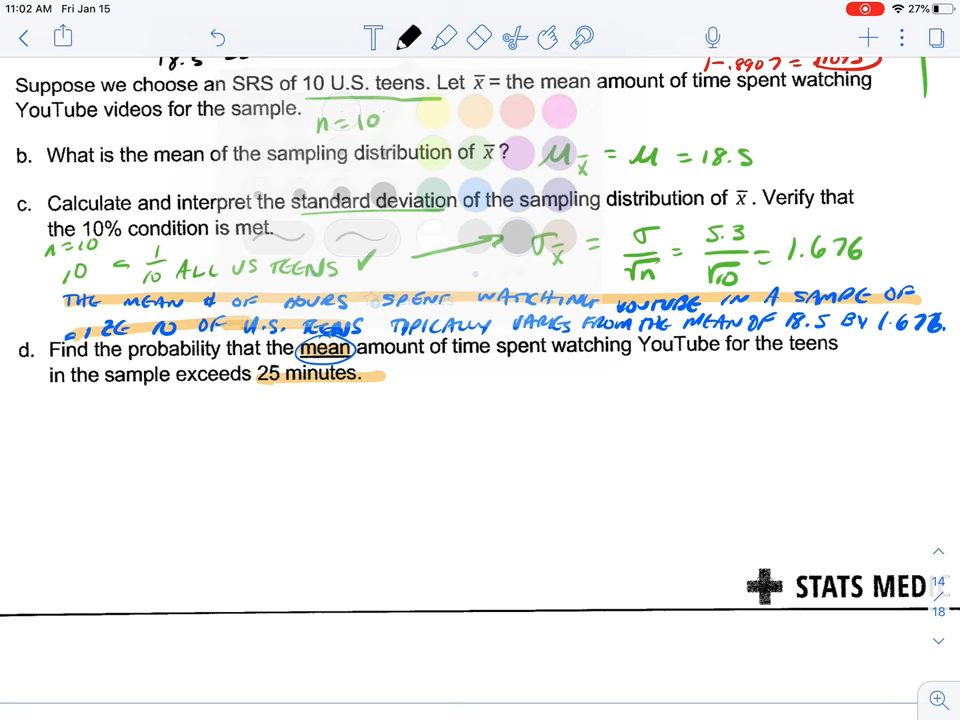 11:02 AM Fri Jan 15
27%
18.5
1-.8907 =
Suppose we choose an SRS of 10 U.S. teens. Let x̄ = the mean amount of time spent watching
YouTube videos for the sample.
n = 10
b. What is the mean of the sampling distribution of x̄ ? μx̄ = μ = 18.5
c. Calculate and interpret the standard deviation of the sampling distribution of x̄ . Verify that
the 10% condition is met.
n = 10
10 < 1/10 ALL US TEENS ✓ σx̄ = σ/√n = 5.3/√10 = 1.676
THE MEAN # OF HOURS SPENT WATCHING YOUTUBE IN A SAMPLE OF
SIZE 10 OF U.S. TEENS TYPICALLY VARIES FROM THE MEAN OF 18.5 BY 1.676.
d. Find the probability that the mean amount of time spent watching YouTube for the teens
in the sample exceeds 25 minutes.
STATS MEDIC
14
/
18